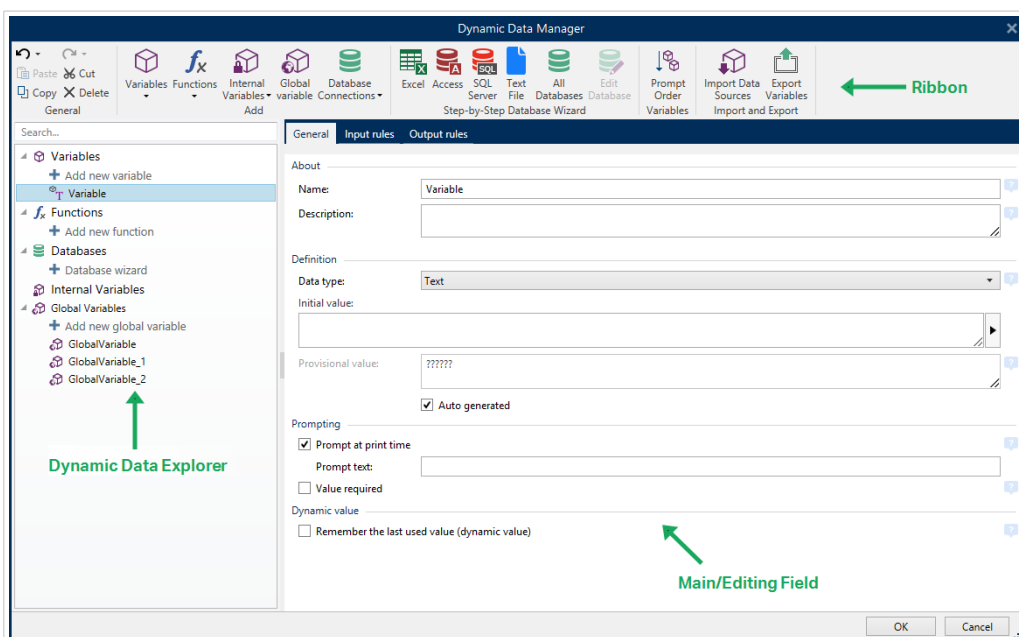 Dynamic Data Manager
Paste Cut
Copy Delete
General
Variables Functions Internal Variables Global variable Database Connections
Add
Excel Access SQL Server Text File All Databases Edit Database
Step-by-Step Database Wizard
Prompt Order
Variables
Import Data Sources Export Variables
Import and Export
Ribbon
Search...
General Input rules Output rules
Variables
Add new variable
Variable
Functions
Add new function
Databases
Database wizard
Internal Variables
Global Variables
Add new global variable
GlobalVariable
GlobalVariable_1
GlobalVariable_2
Dynamic Data Explorer
About
Name: Variable
Description:
Definition
Data type: Text
Initial value:
Provisional value: ??????
Auto generated
Prompting
Prompt at print time
Prompt text:
Value required
Dynamic value
Remember the last used value (dynamic value)
Main/Editing Field
OK Cancel